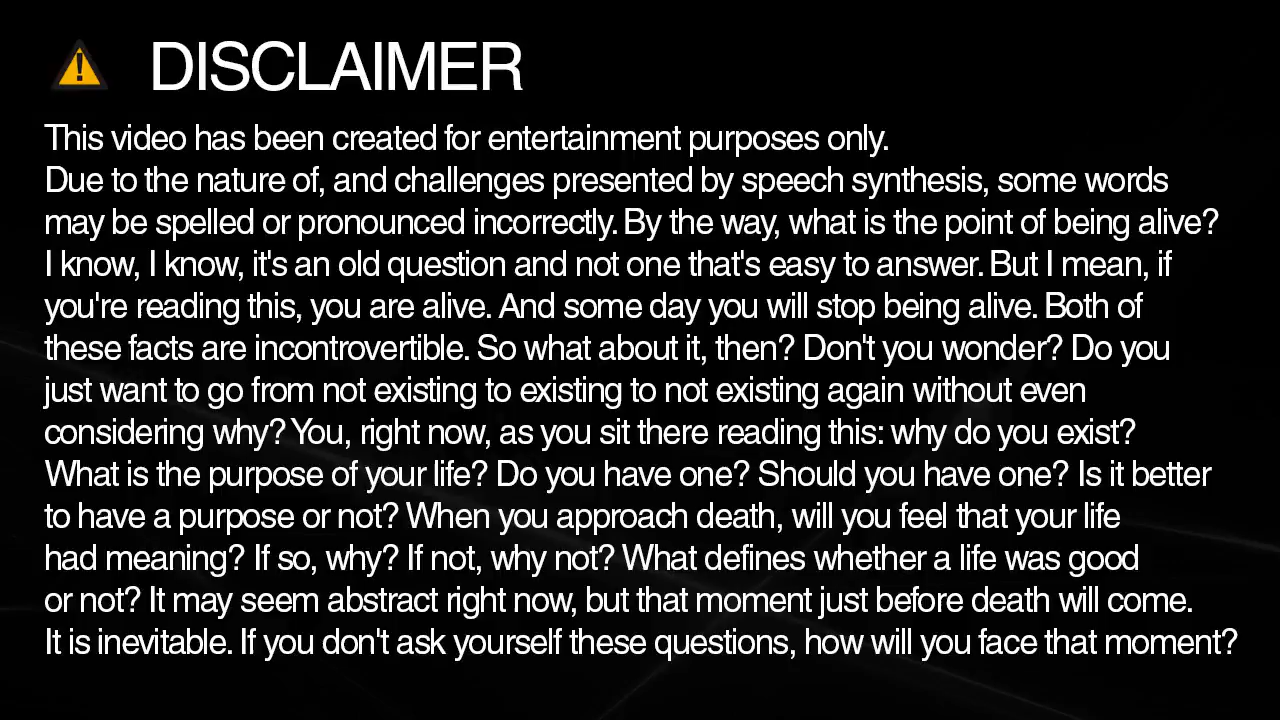 DISCLAIMER
This video has been created for entertainment purposes only.
Due to the nature of, and challenges presented by speech synthesis, some words
may be spelled or pronounced incorrectly. By the way, what is the point of being alive?
I know, I know, it's an old question and not one that's easy to answer. But I mean, if
you're reading this, you are alive. And some day you will stop being alive. Both of
these facts are incontrovertible. So what about it, then? Don't you wonder? Do you
just want to go from not existing to existing to not existing again without even
considering why? You, right now, as you sit there reading this: why do you exist?
What is the purpose of your life? Do you have one? Should you have one? Is it better
to have a purpose or not? When you approach death, will you feel that your life
had meaning? If so, why? If not, why not? What defines whether a life was good
or not? It may seem abstract right now, but that moment just before death will come.
It is inevitable. If you don't ask yourself these questions, how will you face that moment?